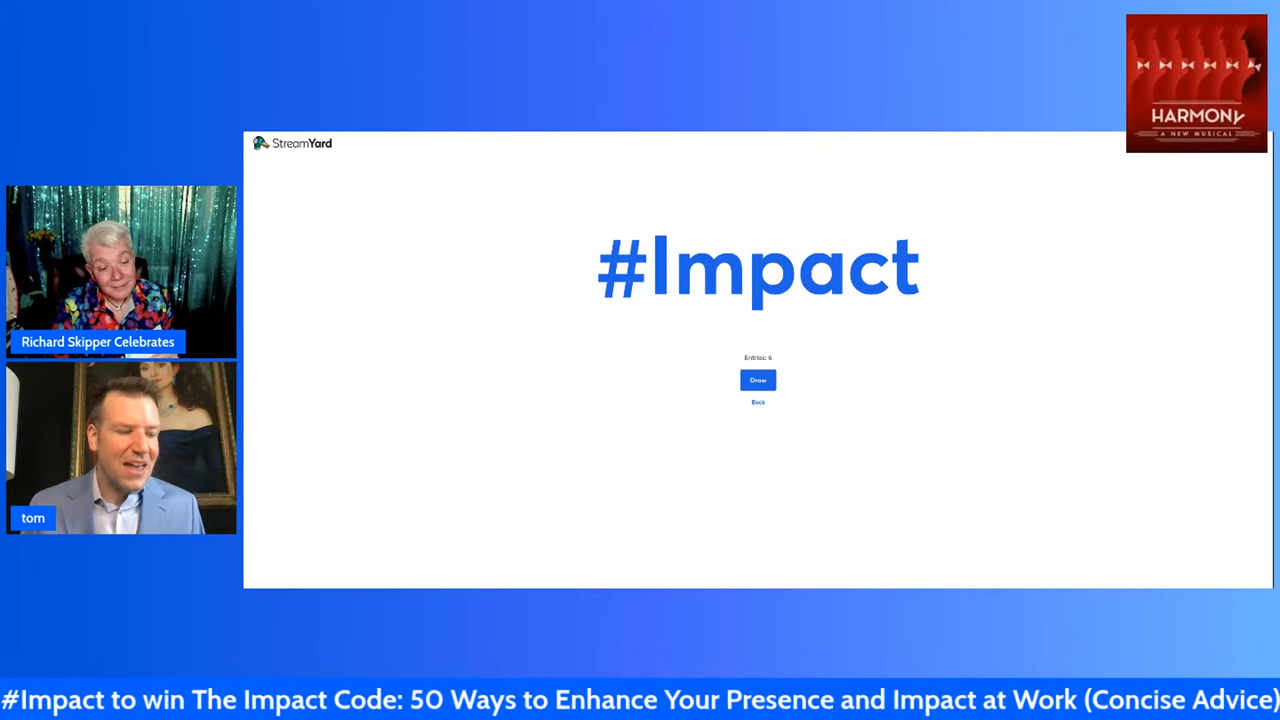 HARMONY
A NEW MUSICAL
StreamYard
#Impact
Entries: 6
Draw
Back
Richard Skipper Celebrates
tom
#Impact to win The Impact Code: 50 Ways to Enhance Your Presence and Impact at Work (Concise Advice)